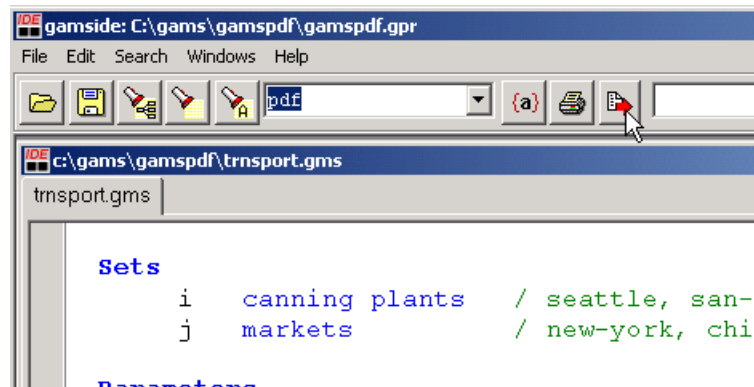 IDE gamside: C:\gams\gamspdf\gamspdf.gpr
File Edit Search Windows Help
A pdf {a}
IDE c:\gams\gamspdf\trnsport.gms
trnsport.gms
Sets
i canning plants / seattle, san-
j markets / new-york, chi
Parameters